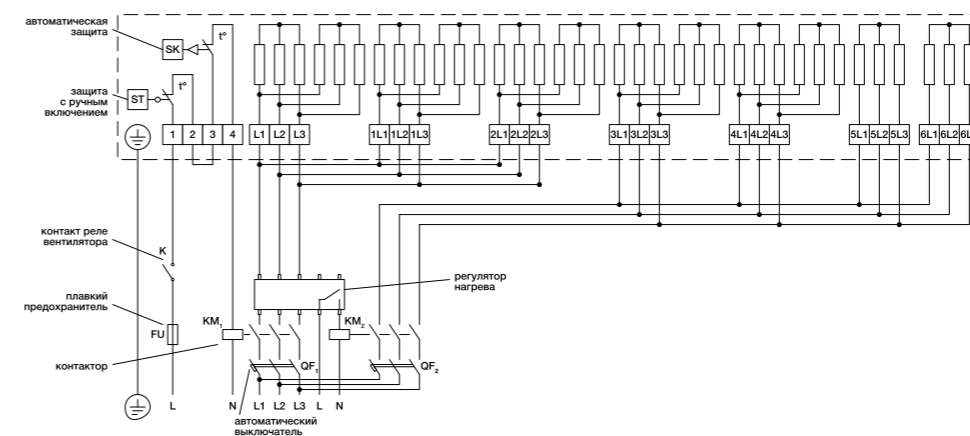 автоматическая
защита
SK
t°
защита
с ручным
включением
ST
t°
1 2 3 4 L1 L2 L3 1L1 1L2 1L3 2L1 2L2 2L3 3L1 3L2 3L3 4L1 4L2 4L3 5L1 5L2 5L3 6L1 6L2 6L
контакт реле
вентилятора
K
регулятор
нагрева
плавкий
предохранитель
FU
KM1
KM2
контактор
QF1
QF2
L N L1 L2 L3 L N
автоматический
выключатель